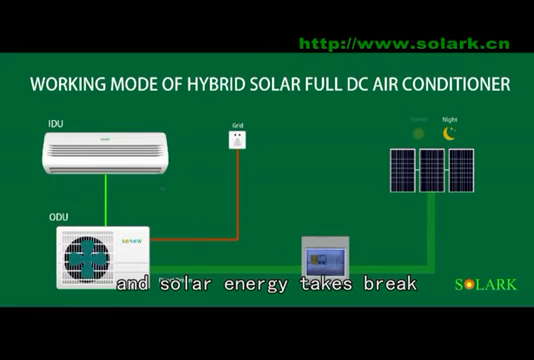 http://www.solark.cn
WORKING MODE OF HYBRID SOLAR FULL DC AIR CONDITIONER
IDU
Grid
Sunny
Night
ODU
and solar energy takes break
SOLARK